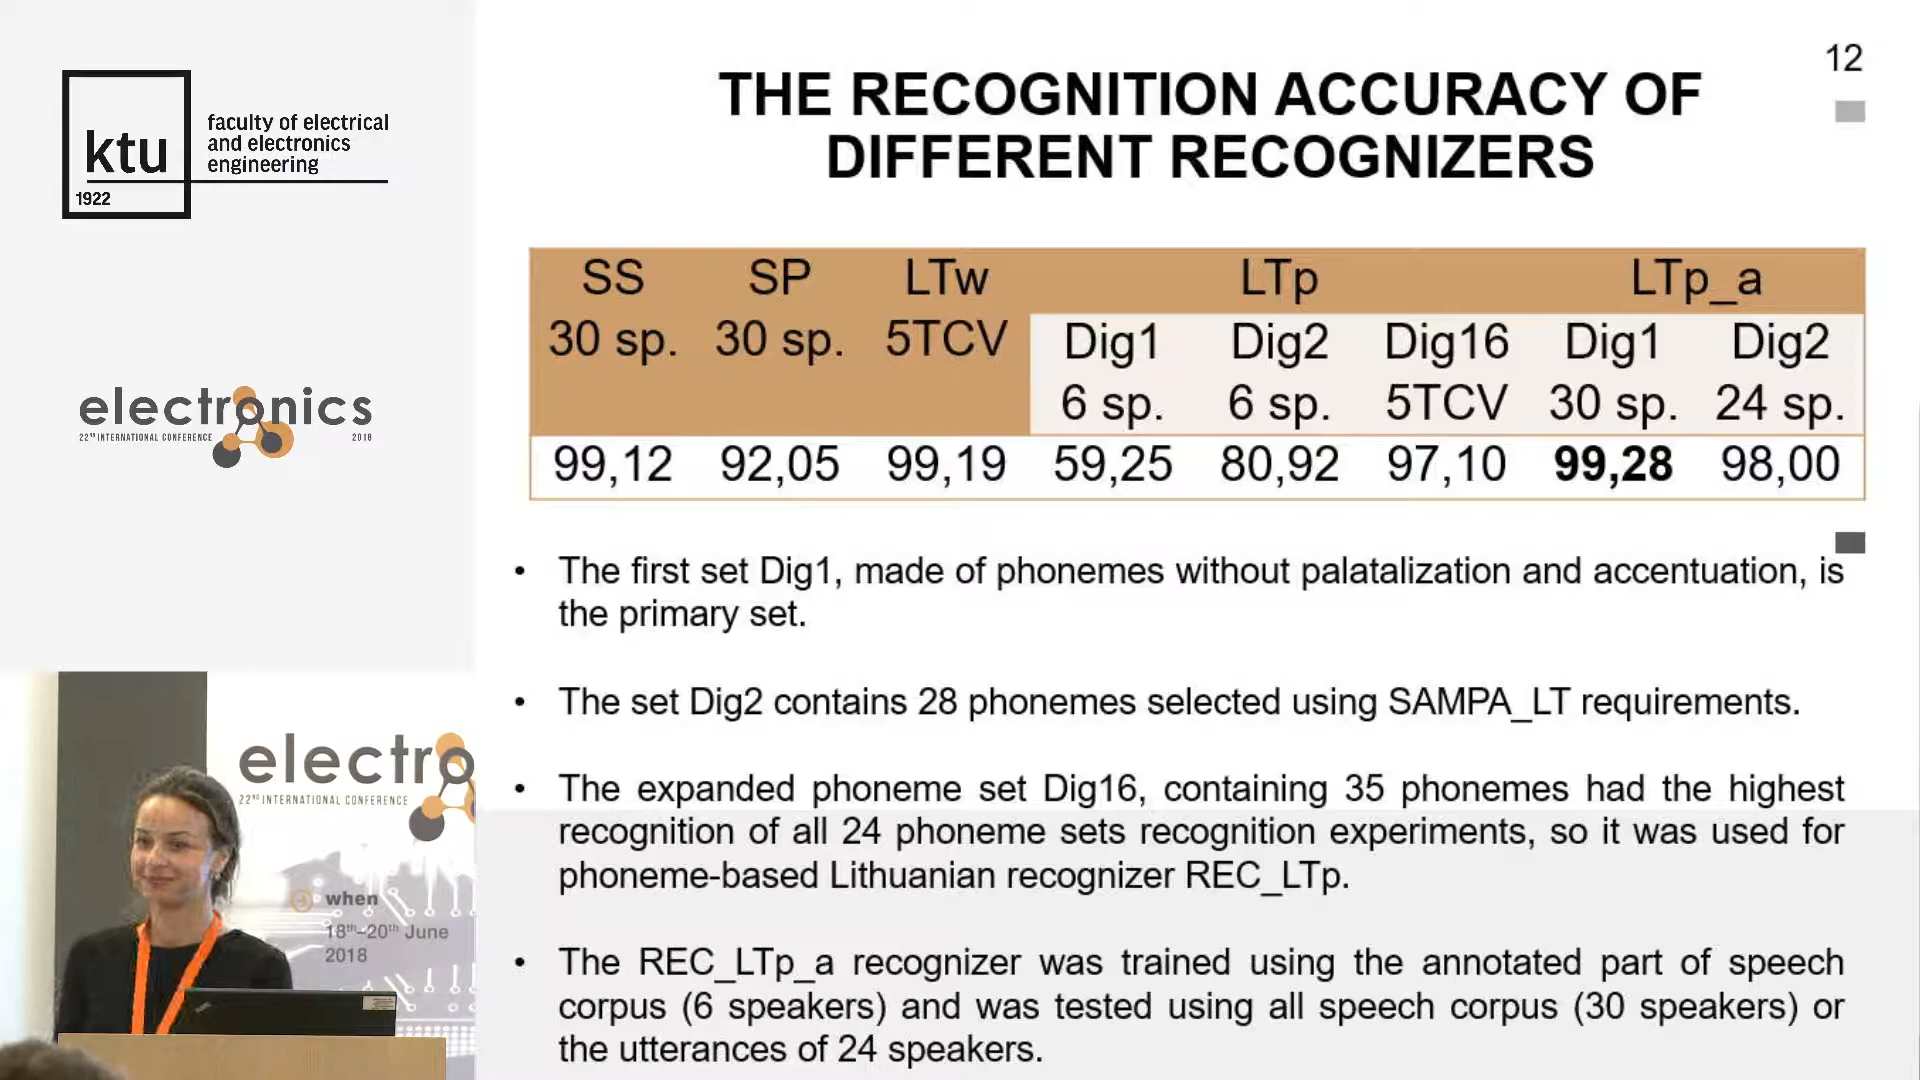 ktu
1922
faculty of electrical
and electronics
engineering
electronics
22ND INTERNATIONAL CONFERENCE 2018
12
THE RECOGNITION ACCURACY OF
DIFFERENT RECOGNIZERS
SS SP LTw LTp LTp_a
30 sp. 30 sp. 5TCV Dig1 Dig2 Dig16 Dig1 Dig2
6 sp. 6 sp. 5TCV 30 sp. 24 sp.
99,12 92,05 99,19 59,25 80,92 97,10 99,28 98,00
• The first set Dig1, made of phonemes without palatalization and accentuation, is
the primary set.
• The set Dig2 contains 28 phonemes selected using SAMPA_LT requirements.
• The expanded phoneme set Dig16, containing 35 phonemes had the highest
recognition of all 24 phoneme sets recognition experiments, so it was used for
phoneme-based Lithuanian recognizer REC_LTp.
• The REC_LTp_a recognizer was trained using the annotated part of speech
corpus (6 speakers) and was tested using all speech corpus (30 speakers) or
the utterances of 24 speakers.
electro
22ND INTERNATIONAL CONFERENCE
when
18th–20th June
2018